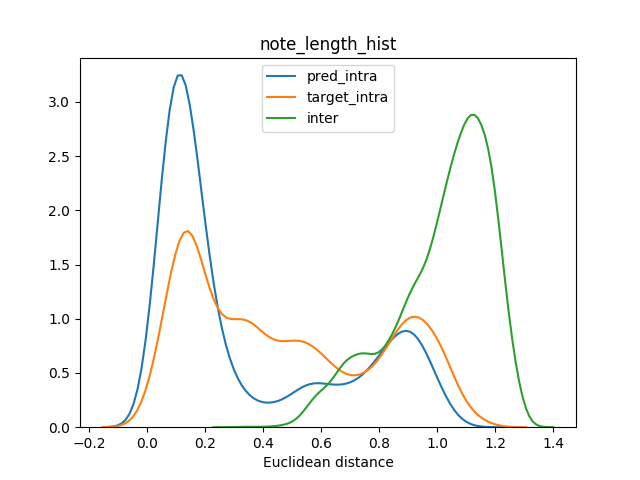 note_length_hist
pred_intra
target_intra
inter
3.0
2.5
2.0
1.5
1.0
0.5
0.0
−0.2 0.0 0.2 0.4 0.6 0.8 1.0 1.2 1.4
Euclidean distance